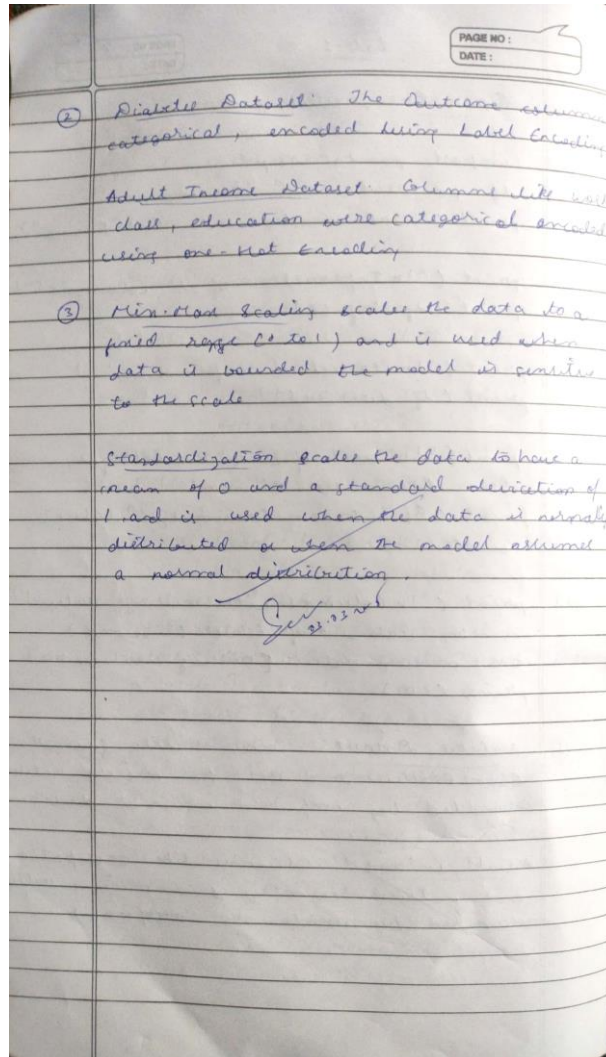 PAGE NO :
DATE :
② Diabetes Dataset: The Outcome column
categorical, encoded using Label Encoding
Adult Income Dataset: Columns like
class, education were categorical encoded
using one-Hot Encoding
③ Min-Max Scaling scales the data to a
fixed range (0 to 1) and is used when
data is bounded the model is sensitive
to the scale
Standardization scales the data to have a
mean of 0 and a standard deviation of
1 and is used when the data is normally
distributed or when the model assumes
a normal distribution.